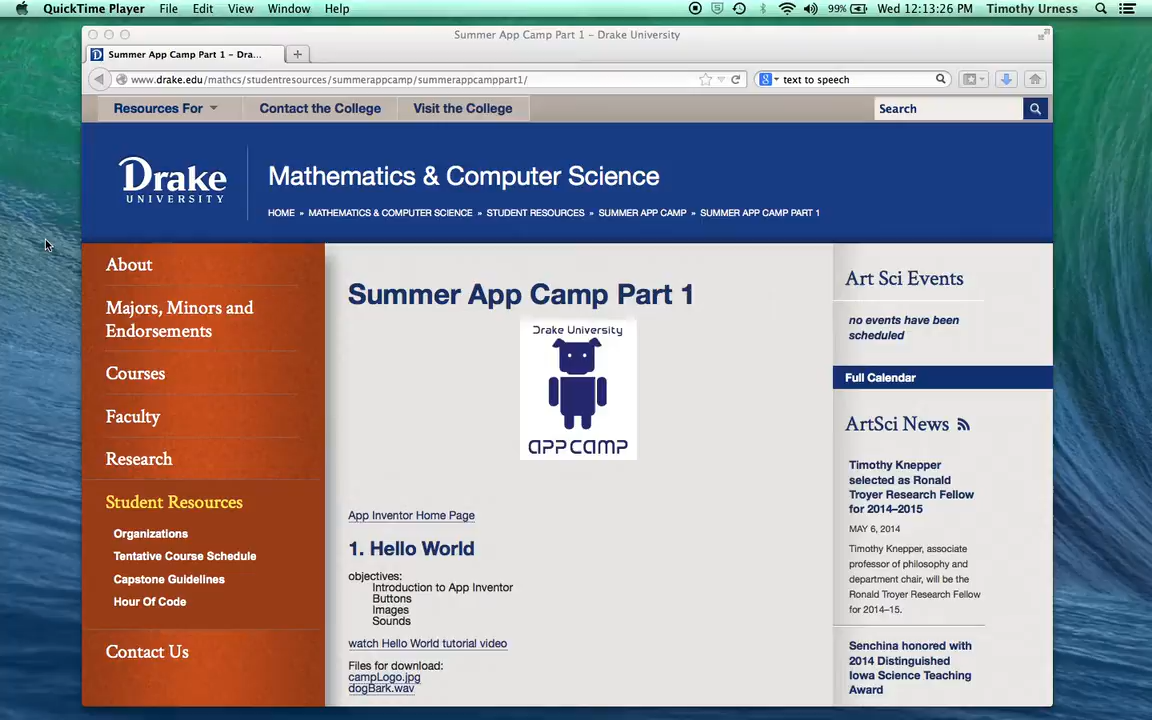 QuickTime Player File Edit View Window Help 99% Wed 12:13:26 PM Timothy Urness
Summer App Camp Part 1 – Drake University
Summer App Camp Part 1 – Dra...
www.drake.edu/mathcs/studentresources/summerappcamp/summerappcamppart1/
text to speech
Resources For
Contact the College
Visit the College
Search
Drake
UNIVERSITY
Mathematics & Computer Science
HOME » MATHEMATICS & COMPUTER SCIENCE » STUDENT RESOURCES » SUMMER APP CAMP » SUMMER APP CAMP PART 1
About
Majors, Minors and
Endorsements
Courses
Faculty
Research
Student Resources
Organizations
Tentative Course Schedule
Capstone Guidelines
Hour Of Code
Contact Us
Summer App Camp Part 1
Drake University
APP CAMP
App Inventor Home Page
1. Hello World
objectives:
Introduction to App Inventor
Buttons
Images
Sounds
watch Hello World tutorial video
Files for download:
campLogo.jpg
dogBark.wav
Art Sci Events
no events have been
scheduled
Full Calendar
ArtSci News
Timothy Knepper
selected as Ronald
Troyer Research Fellow
for 2014–2015
MAY 6, 2014
Timothy Knepper, associate
professor of philosophy and
department chair, will be the
Ronald Troyer Research Fellow
for 2014–15.
Senchina honored with
2014 Distinguished
Iowa Science Teaching
Award